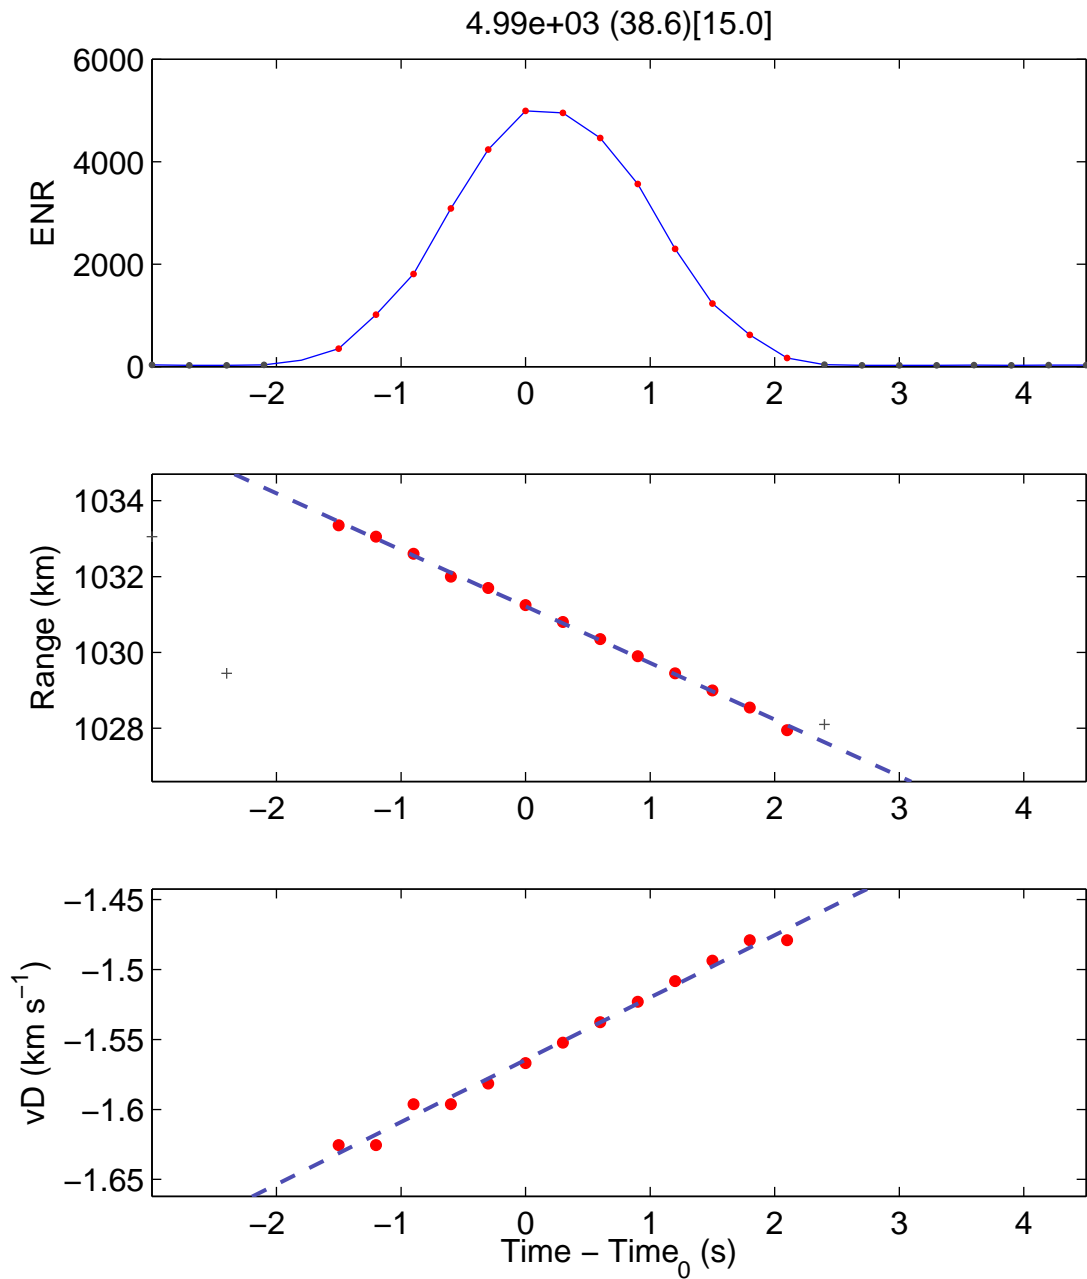 4.99e+03 (38.6)[15.0]
6000
4000
2000
0
ENR
−2 −1 0 1 2 3 4
1034
1032
1030
1028
Range (km)
−2 −1 0 1 2 3 4
−1.45
−1.5
−1.55
−1.6
−1.65
vD (km s−1)
−2 −1 0 1 2 3 4
Time − Time0 (s)